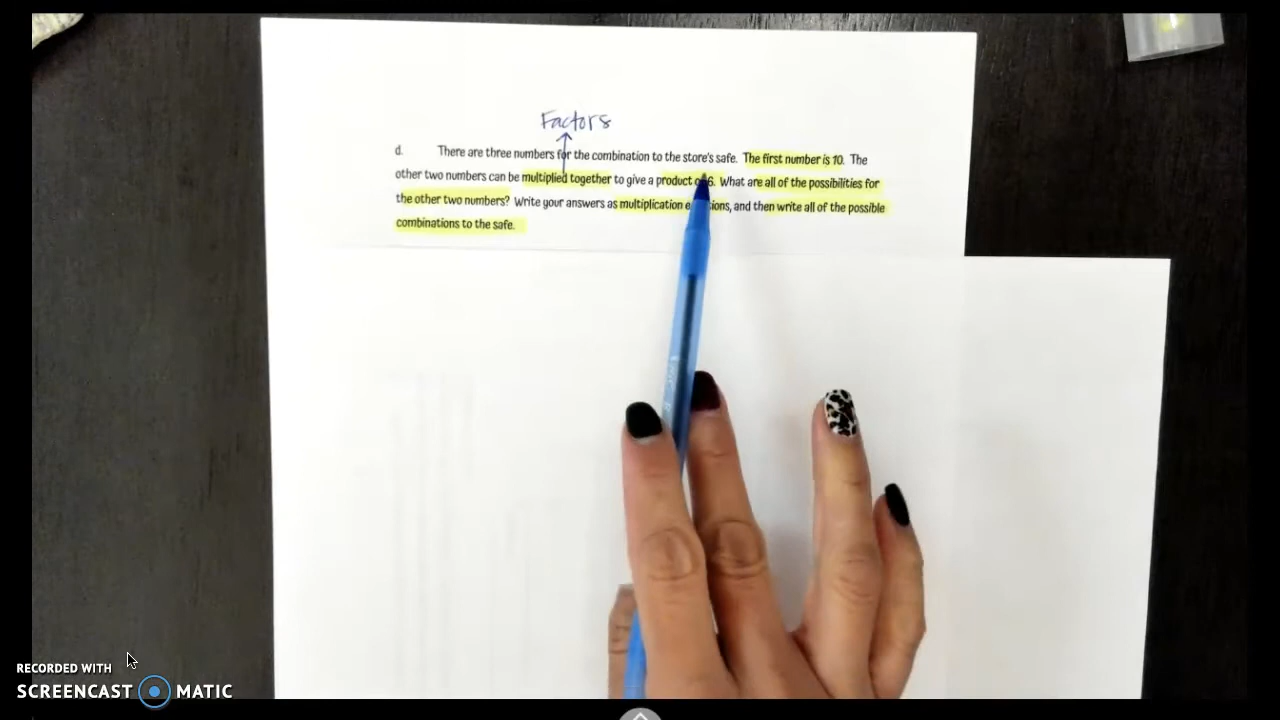 Factors
d. There are three numbers for the combination to the store's safe. The first number is 10. The
other two numbers can be multiplied together to give a product 6. What are all of the possibilities for
the other two numbers? Write your answers as multiplication and then write all of the possible
combinations to the safe.
RECORDED WITH
SCREENCAST MATIC